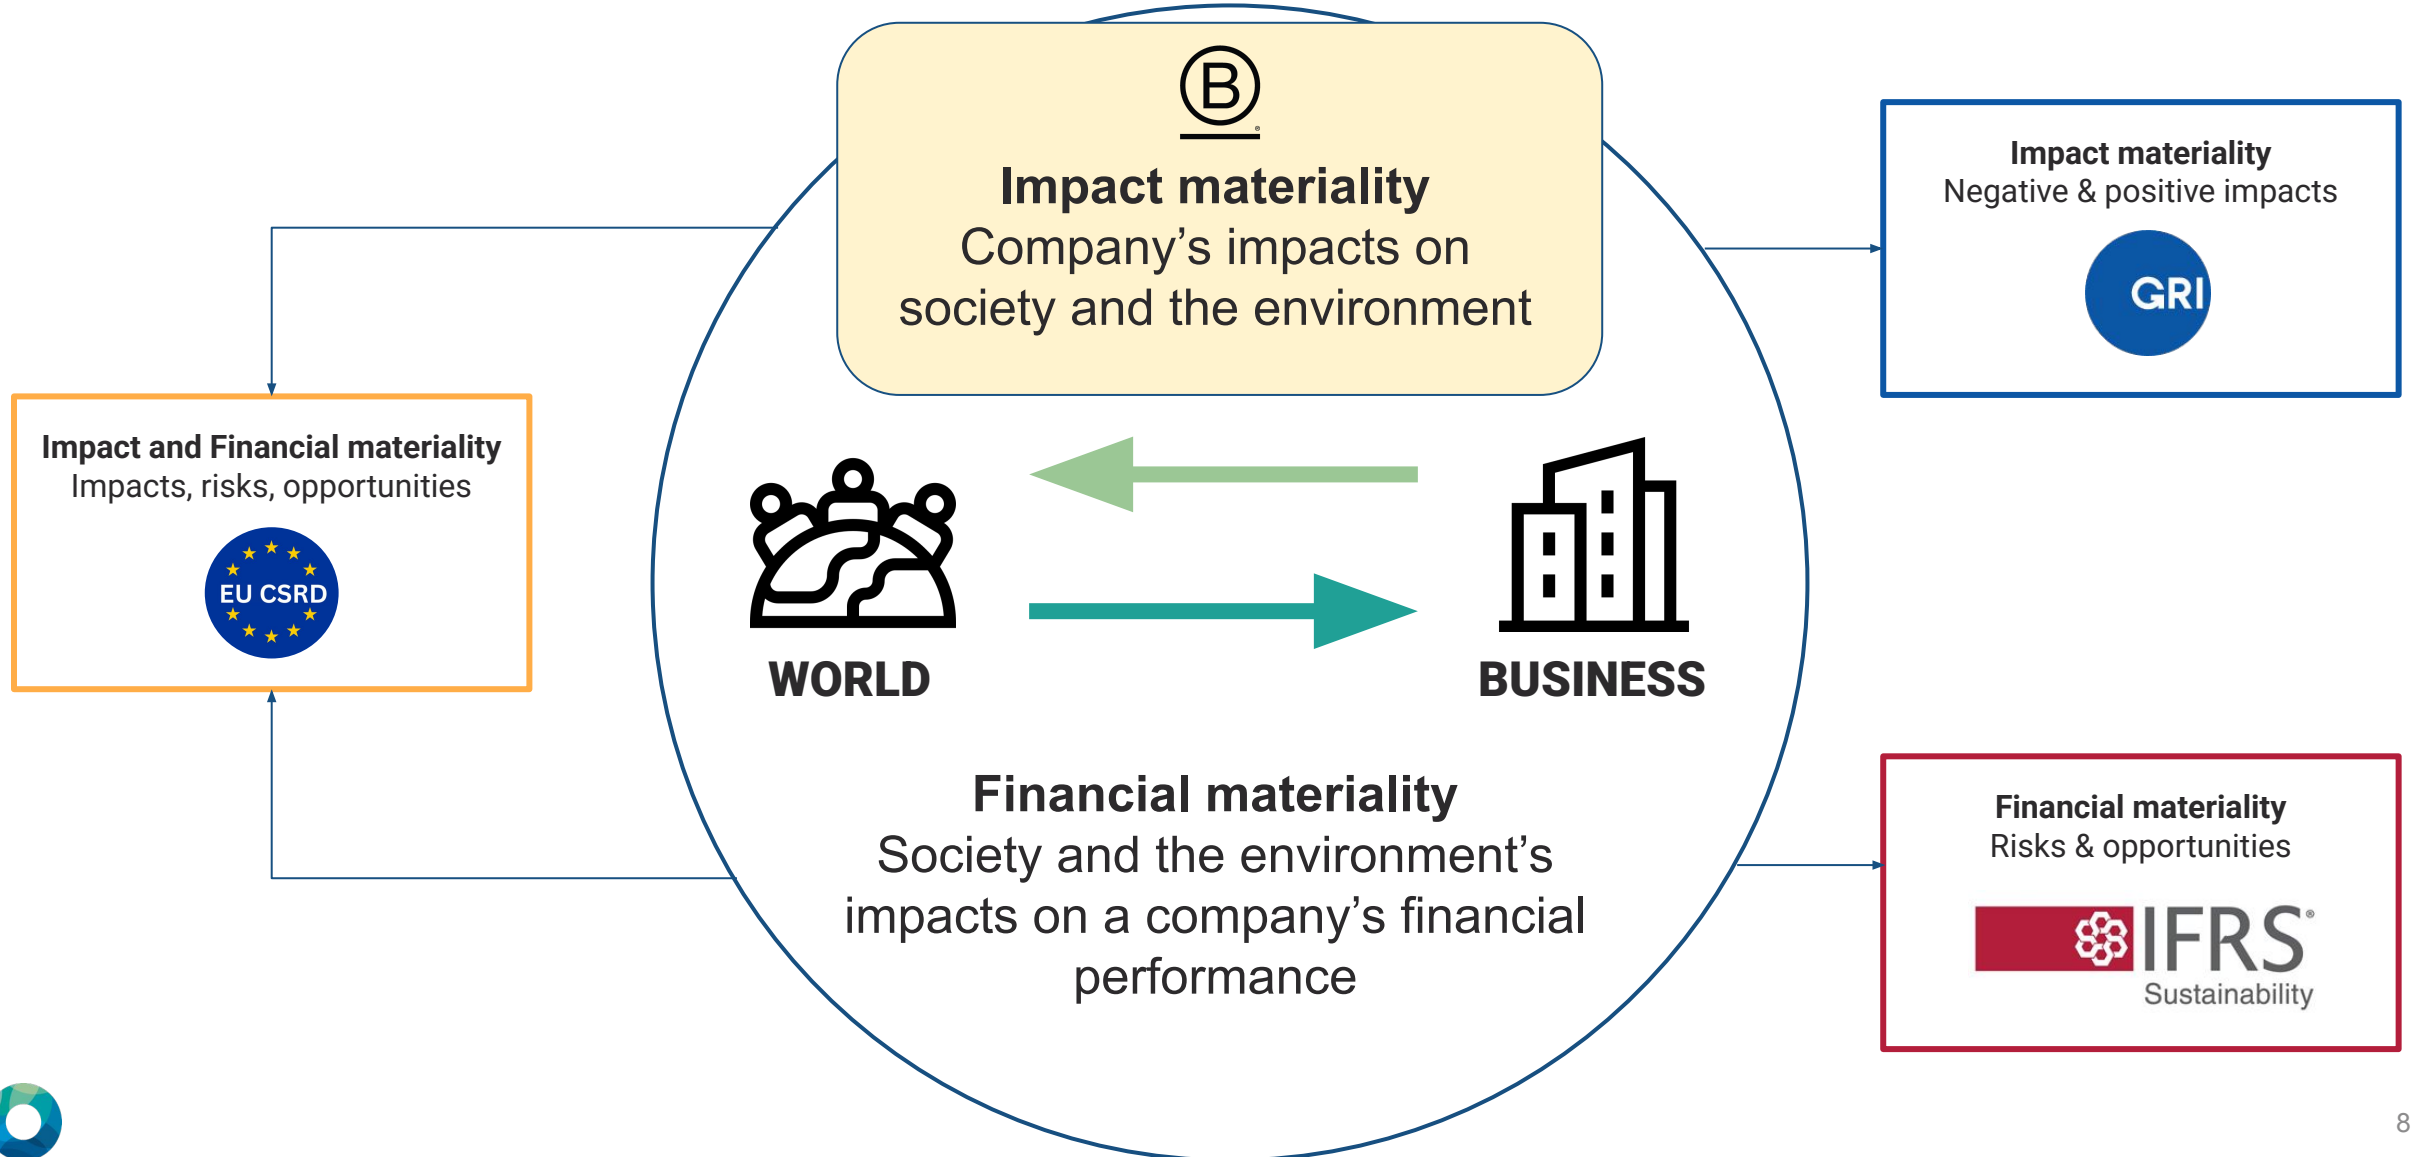 B
Impact materiality
Company’s impacts on
society and the environment
Impact materiality
Negative & positive impacts
GRI
Impact and Financial materiality
Impacts, risks, opportunities
EU CSRD
WORLD
BUSINESS
Financial materiality
Society and the environment’s
impacts on a company’s financial
performance
Financial materiality
Risks & opportunities
IFRS®
Sustainability
8